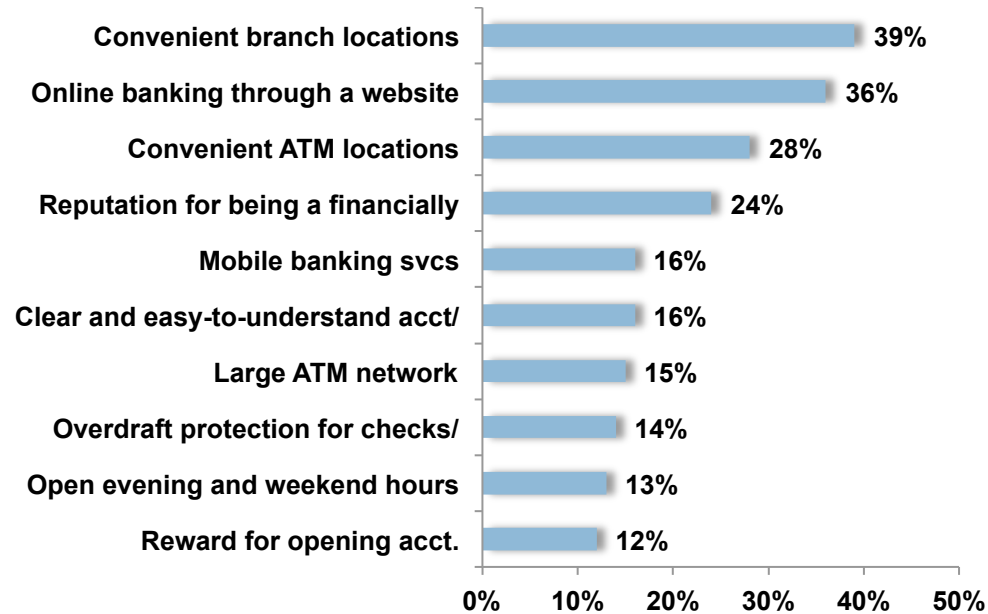 Convenient branch locations 39%
Online banking through a website 36%
Convenient ATM locations 28%
Reputation for being a financially 24%
Mobile banking svcs 16%
Clear and easy-to-understand acct/ 16%
Large ATM network 15%
Overdraft protection for checks/ 14%
Open evening and weekend hours 13%
Reward for opening acct. 12%
0% 10% 20% 30% 40% 50%